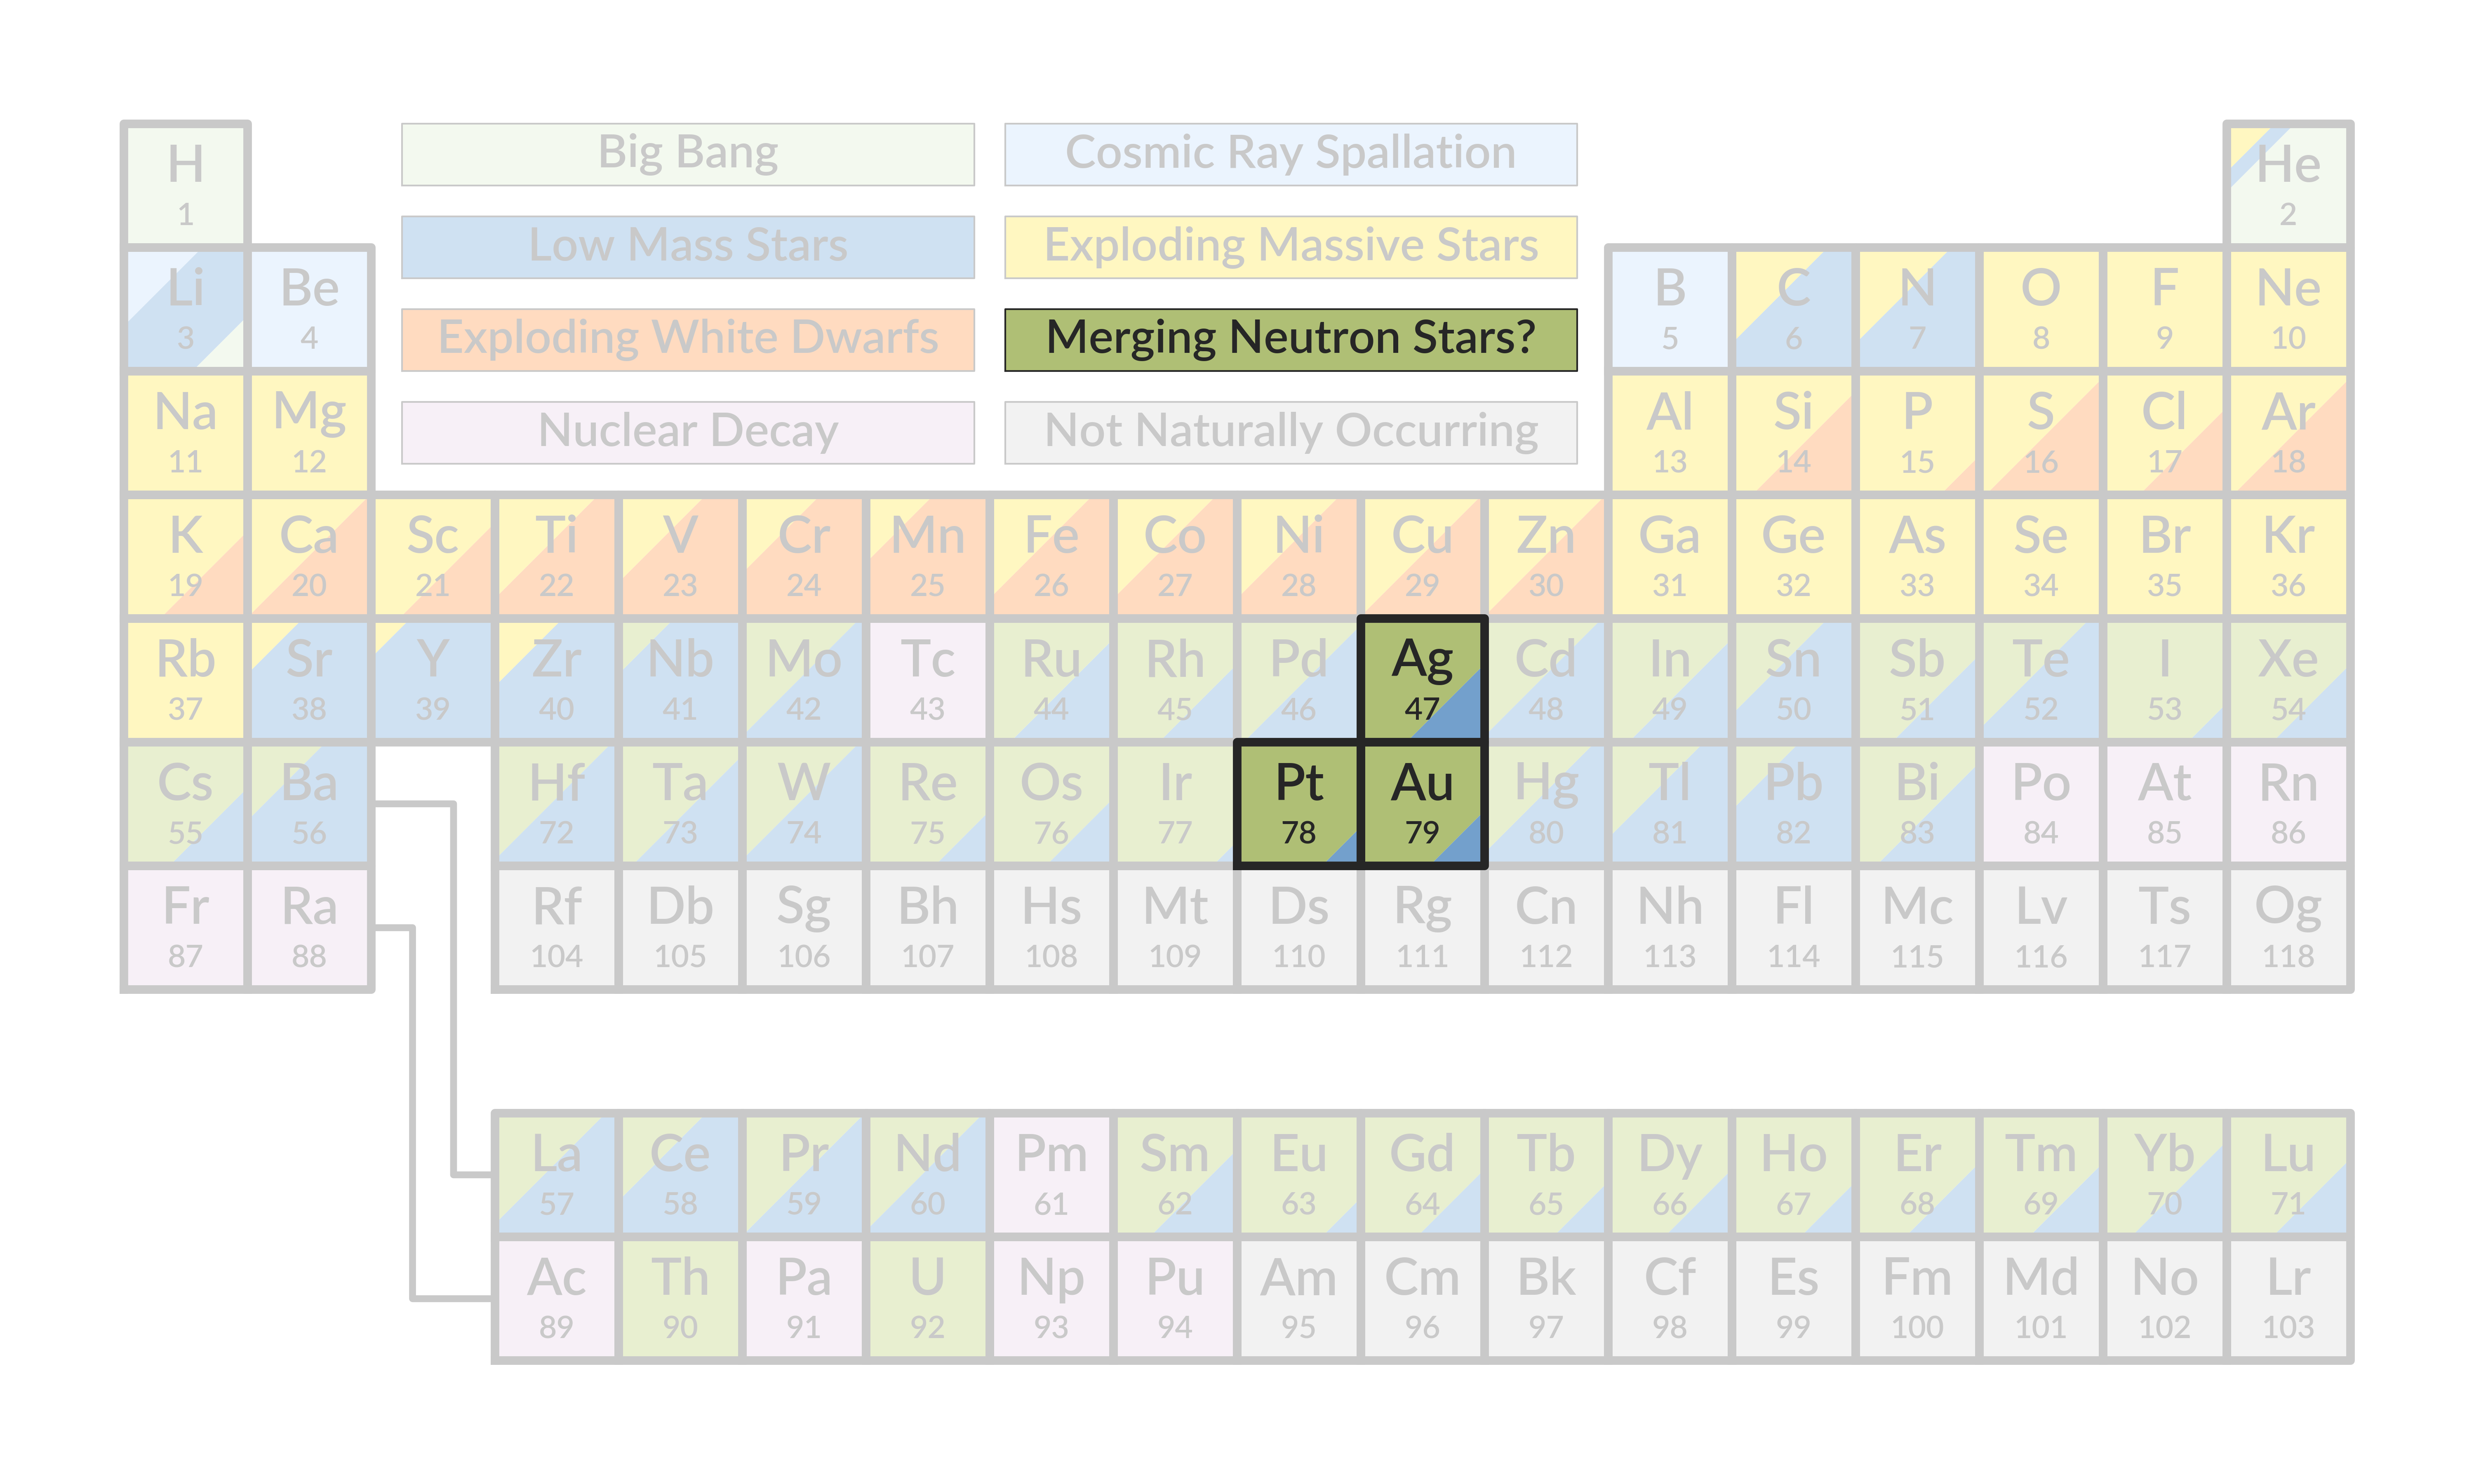 H
1
Big Bang
Cosmic Ray Spallation
He
2
Low Mass Stars
Exploding Massive Stars
Exploding White Dwarfs
Merging Neutron Stars?
Nuclear Decay
Not Naturally Occurring
Li Be B C N O F Ne
3 4 5 6 7 8 9 10
Na Mg Al Si P S Cl Ar
11 12 13 14 15 16 17 18
K Ca Sc Ti V Cr Mn Fe Co Ni Cu Zn Ga Ge As Se Br Kr
19 20 21 22 23 24 25 26 27 28 29 30 31 32 33 34 35 36
Rb Sr Y Zr Nb Mo Tc Ru Rh Pd Ag Cd In Sn Sb Te I Xe
37 38 39 40 41 42 43 44 45 46 47 48 49 50 51 52 53 54
Cs Ba Hf Ta W Re Os Ir Pt Au Hg Tl Pb Bi Po At Rn
55 56 72 73 74 75 76 77 78 79 80 81 82 83 84 85 86
Fr Ra Rf Db Sg Bh Hs Mt Ds Rg Cn Nh Fl Mc Lv Ts Og
87 88 104 105 106 107 108 109 110 111 112 113 114 115 116 117 118
La Ce Pr Nd Pm Sm Eu Gd Tb Dy Ho Er Tm Yb Lu
57 58 59 60 61 62 63 64 65 66 67 68 69 70 71
Ac Th Pa U Np Pu Am Cm Bk Cf Es Fm Md No Lr
89 90 91 92 93 94 95 96 97 98 99 100 101 102 103